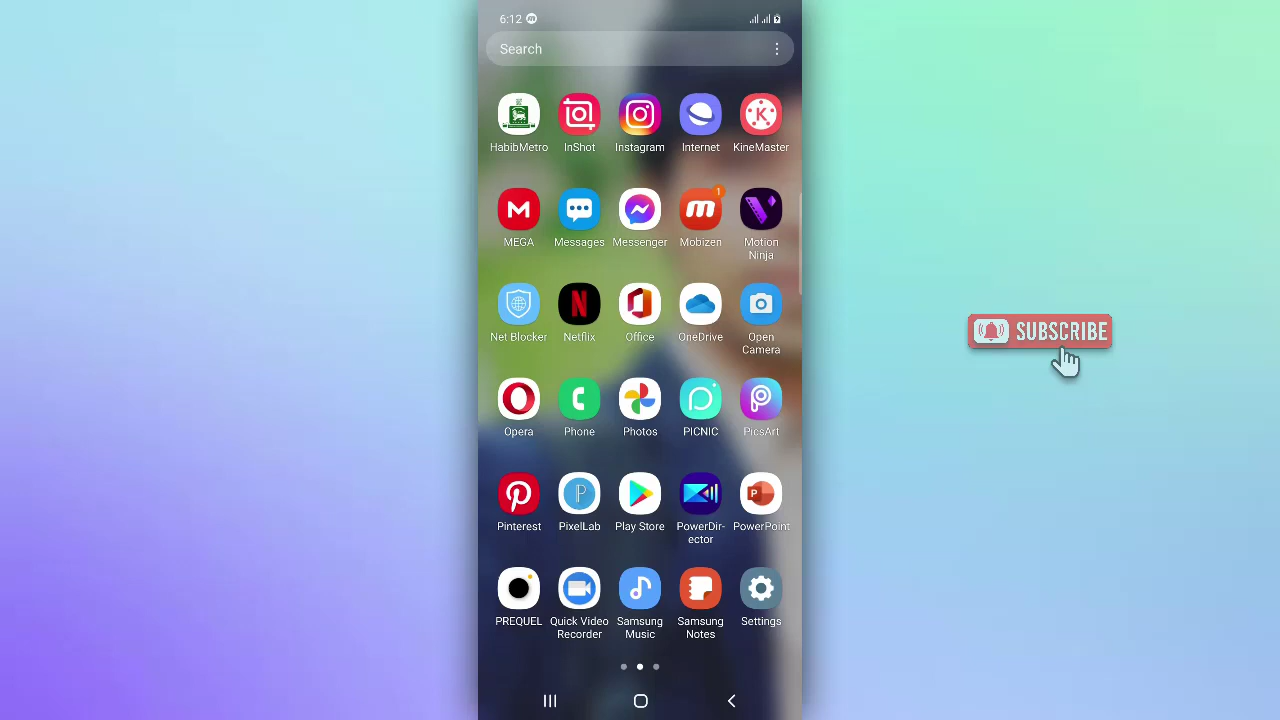 6:12
Search
HabibMetro InShot Instagram Internet KineMaster
1
MEGA Messages Messenger Mobizen Motion
Ninja
Net Blocker Netflix Office OneDrive Open
Camera
SUBSCRIBE
Opera Phone Photos PICNIC PicsArt
Pinterest PixelLab Play Store PowerDir- PowerPoint
ector
PREQUEL Quick Video Samsung Samsung Settings
Recorder Music Notes